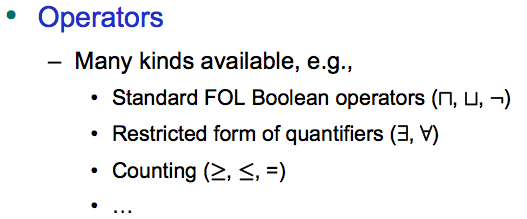 • Operators
– Many kinds available, e.g.,
• Standard FOL Boolean operators (⊓, ⊔, ¬)
• Restricted form of quantifiers (∃, ∀)
• Counting (≥, ≤, =)
• …